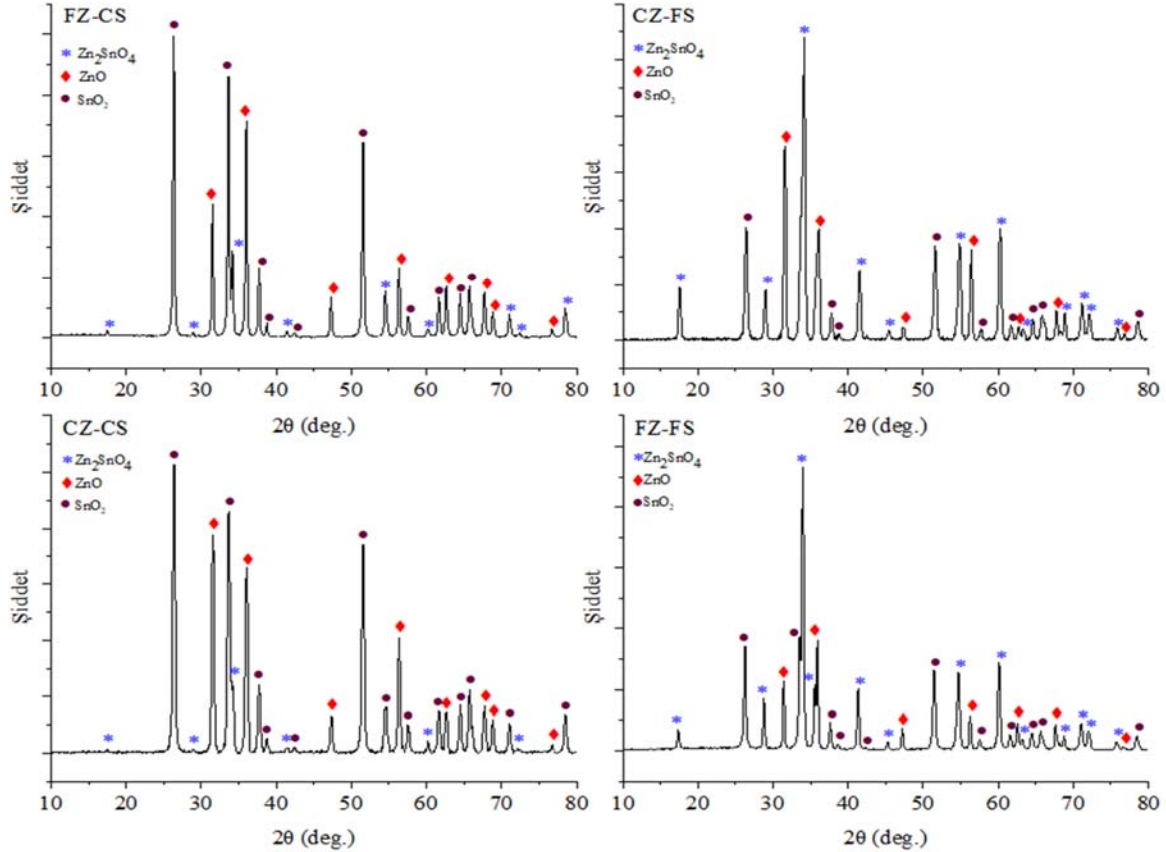 FZ-CS
* Zn₂SnO₄
♦ ZnO
● SnO₂
Şiddet
10 20 30 40 50 60 70 80
2θ (deg.)
CZ-FS
* Zn₂SnO₄
♦ ZnO
● SnO₂
Şiddet
10 20 30 40 50 60 70 80
2θ (deg.)
CZ-CS
* Zn₂SnO₄
♦ ZnO
● SnO₂
Şiddet
10 20 30 40 50 60 70 80
2θ (deg.)
FZ-FS
* Zn₂SnO₄
♦ ZnO
● SnO₂
Şiddet
10 20 30 40 50 60 70 80
2θ (deg.)